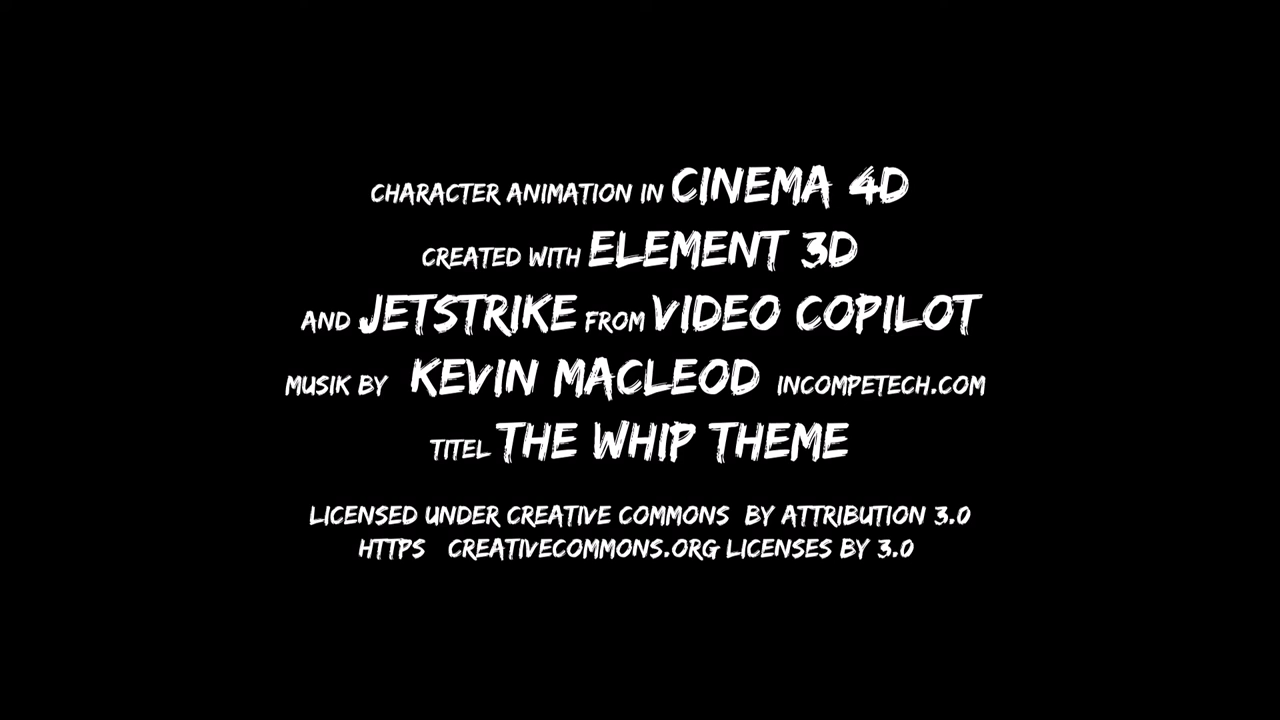 CHARACTER ANIMATION IN CINEMA 4D
CREATED WITH ELEMENT 3D
AND JETSTRIKE FROM VIDEO COPILOT
MUSIK BY KEVIN MACLEOD INCOMPETECH.COM
TITEL THE WHIP THEME
LICENSED UNDER CREATIVE COMMONS BY ATTRIBUTION 3.0
HTTPS CREATIVECOMMONS.ORG LICENSES BY 3.0